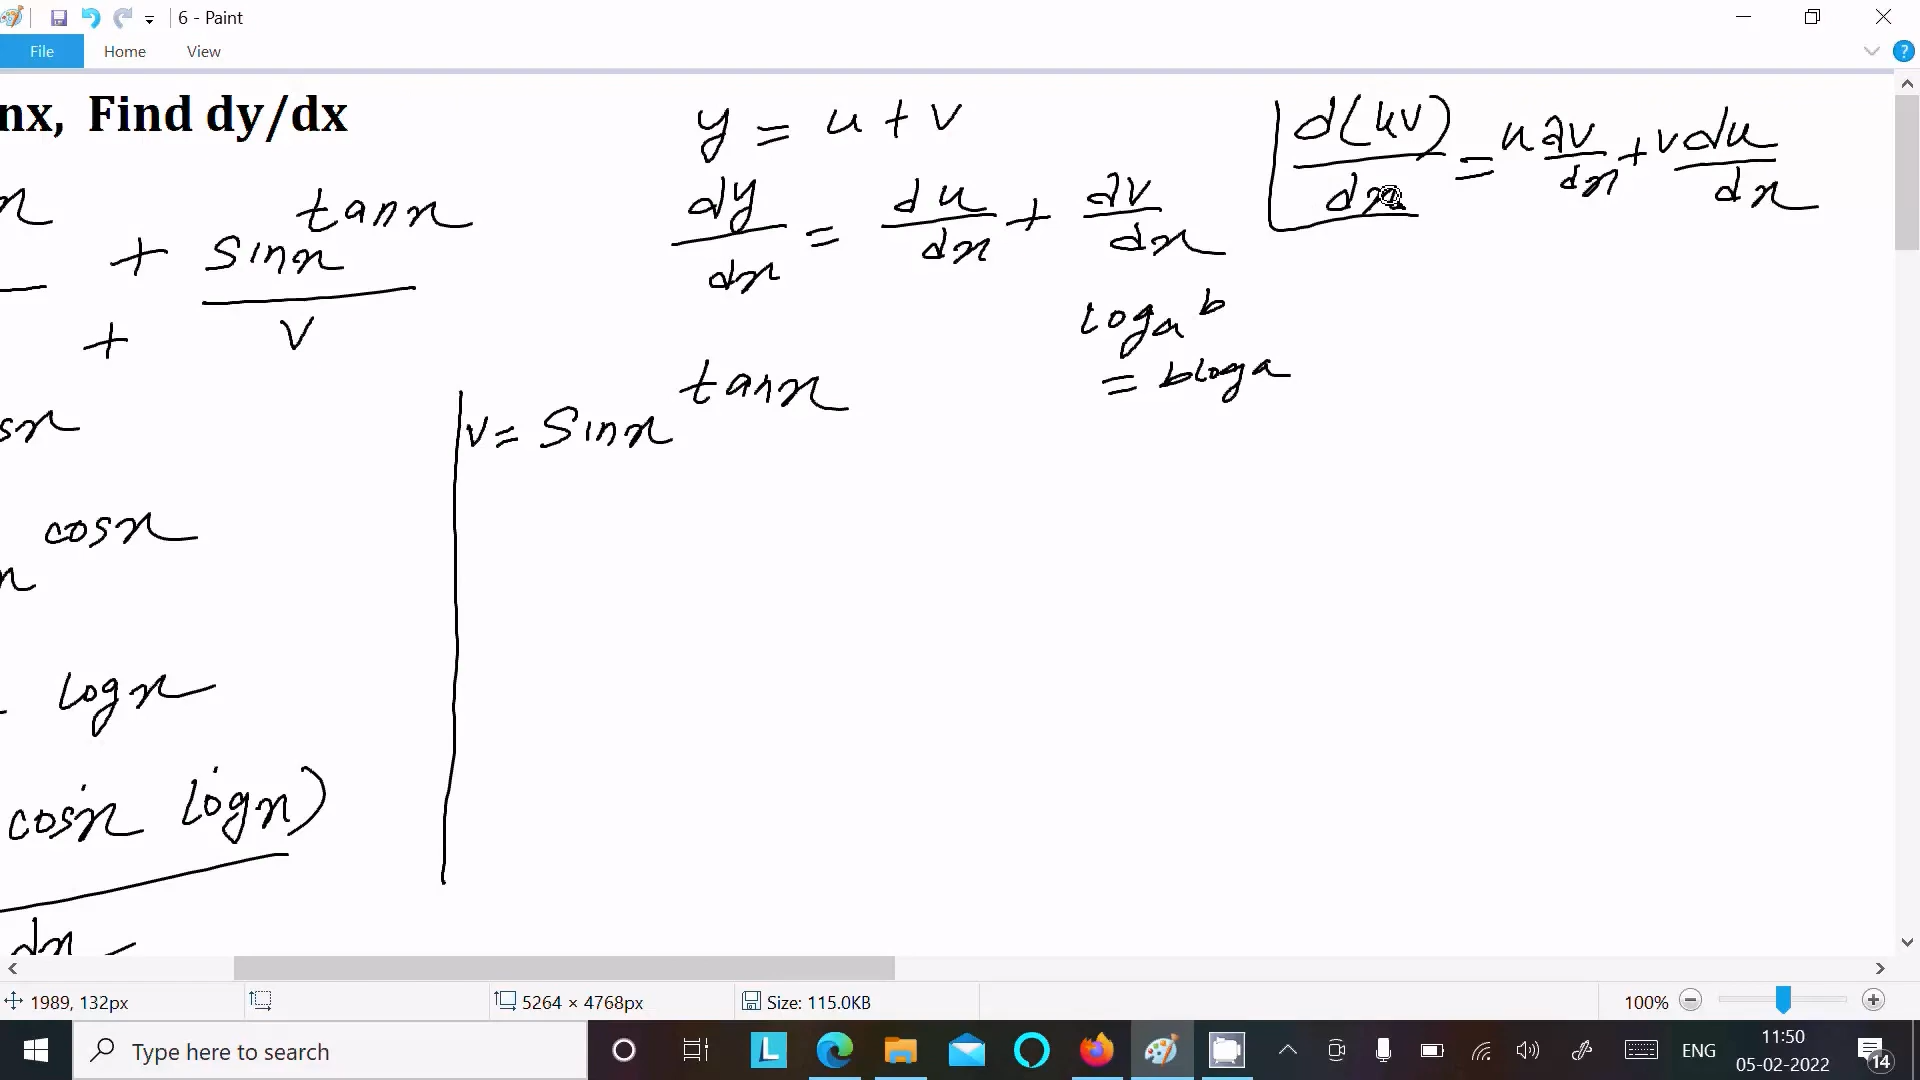 6 - Paint
File Home View
nx, Find dy/dx
y = u + v
d(uv)/dx = u dv/dx + v du/dx
+ sinx^tanx
+ v
dy/dx = du/dx + dv/dx
log a^b
= b log a
v = sinx^tanx
cosx
logx
cosx logx)
dx =
1989, 132px
5264 × 4768px
Size: 115.0KB
100%
Type here to search
ENG
11:50
05-02-2022
14